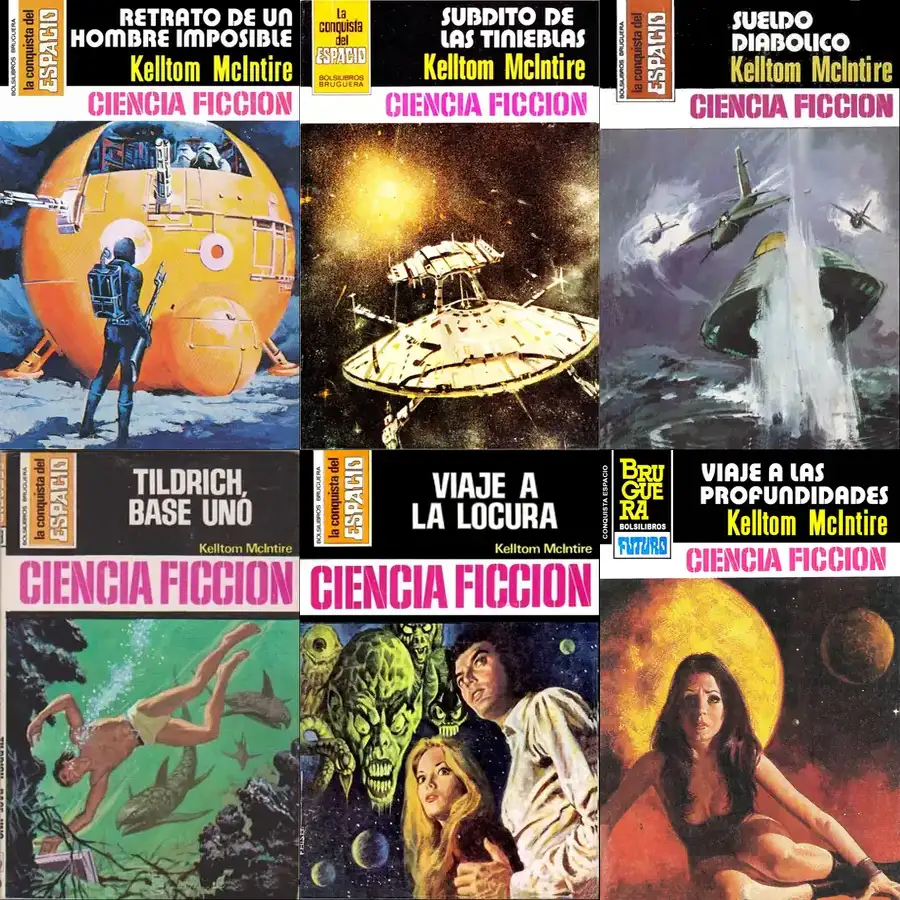 BOLSILIBROS BRUGUERA
la conquista del
ESPACIO
RETRATO DE UN
HOMBRE IMPOSIBLE
Kelltom McIntire
CIENCIA FICCION
La
conquista
del
ESPACIO
BOLSILIBROS
BRUGUERA
SUBDITO DE
LAS TINIEBLAS
Kelltom McIntire
CIENCIA FICCION
BOLSILIBROS BRUGUERA
la conquista del
ESPACIO
SUELDO
DIABOLICO
Kelltom McIntire
CIENCIA FICCION
BOLSILIBROS BRUGUERA
la conquista del
ESPACIO
TILDRICH,
BASE UNO
Kelltom McIntire
CIENCIA FICCION
TILDRICH, BASE UNO
BOLSILIBROS BRUGUERA
la conquista del
ESPACIO
VIAJE A
LA LOCURA
Kelltom McIntire
CIENCIA FICCION
CONQUISTA ESPACIO
BRU
GUE
RA
BOLSILIBROS
FUTURO
VIAJE A LAS
PROFUNDIDADES
Kelltom McIntire
CIENCIA FICCION